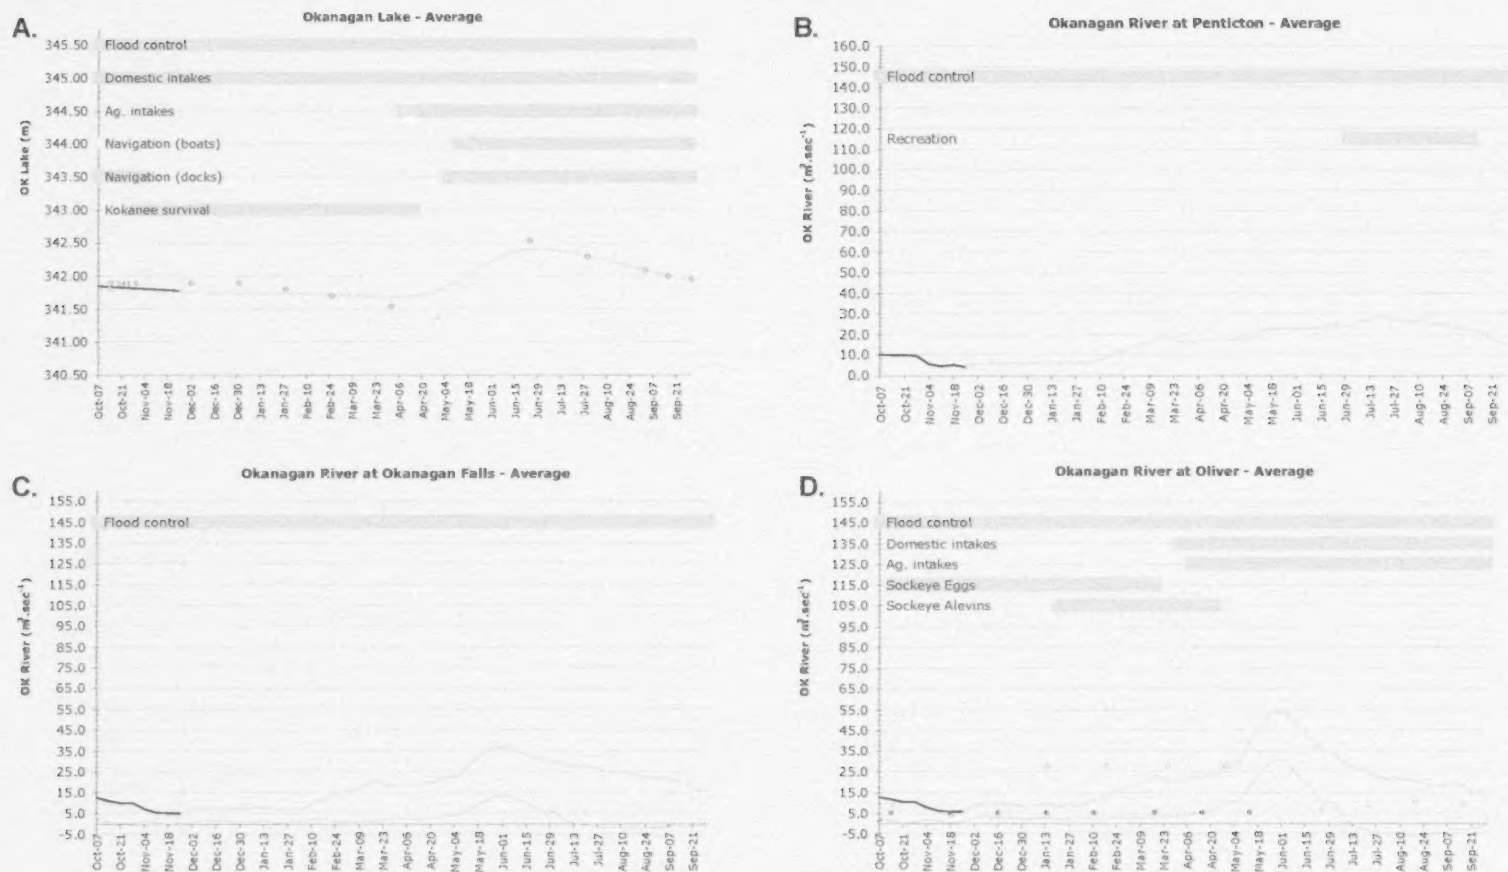 A.
Okanagan Lake - Average
OK Lake (m)
345.50
345.00
344.50
344.00
343.50
343.00
342.50
342.00
341.50
341.00
340.50
Flood control
Domestic intakes
Ag. intakes
Navigation (boats)
Navigation (docks)
Kokanee survival
Oct-07
Oct-21
Nov-04
Nov-18
Dec-02
Dec-16
Dec-30
Jan-13
Jan-27
Feb-10
Feb-24
Mar-09
Mar-23
Apr-06
Apr-20
May-04
May-18
Jun-01
Jun-15
Jun-29
Jul-13
Jul-27
Aug-10
Aug-24
Sep-07
Sep-21
B.
Okanagan River at Penticton - Average
OK River (m³.sec⁻¹)
160.0
150.0
140.0
130.0
120.0
110.0
100.0
90.0
80.0
70.0
60.0
50.0
40.0
30.0
20.0
10.0
0.0
Flood control
Recreation
Oct-07
Oct-21
Nov-04
Nov-18
Dec-02
Dec-16
Dec-30
Jan-13
Jan-27
Feb-10
Feb-24
Mar-09
Mar-23
Apr-06
Apr-20
May-04
May-18
Jun-01
Jun-15
Jun-29
Jul-13
Jul-27
Aug-10
Aug-24
Sep-07
Sep-21
C.
Okanagan River at Okanagan Falls - Average
OK River (m³.sec⁻¹)
155.0
145.0
135.0
125.0
115.0
105.0
95.0
85.0
75.0
65.0
55.0
45.0
35.0
25.0
15.0
5.0
-5.0
Flood control
Oct-07
Oct-21
Nov-04
Nov-18
Dec-02
Dec-16
Dec-30
Jan-13
Jan-27
Feb-10
Feb-24
Mar-09
Mar-23
Apr-06
Apr-20
May-04
May-18
Jun-01
Jun-15
Jun-29
Jul-13
Jul-27
Aug-10
Aug-24
Sep-07
Sep-21
D.
Okanagan River at Oliver - Average
OK River (m³.sec⁻¹)
155.0
145.0
135.0
125.0
115.0
105.0
95.0
85.0
75.0
65.0
55.0
45.0
35.0
25.0
15.0
5.0
-5.0
Flood control
Domestic intakes
Ag. intakes
Sockeye Eggs
Sockeye Alevins
Oct-07
Oct-21
Nov-04
Nov-18
Dec-02
Dec-16
Dec-30
Jan-13
Jan-27
Feb-10
Feb-24
Mar-09
Mar-23
Apr-06
Apr-20
May-04
May-18
Jun-01
Jun-15
Jun-29
Jul-13
Jul-27
Aug-10
Aug-24
Sep-07
Sep-21